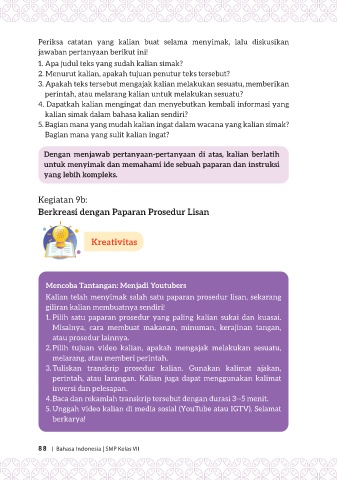 Periksa catatan yang kalian buat selama menyimak, lalu diskusikan
jawaban pertanyaan berikut ini!
1. Apa judul teks yang sudah kalian simak?
2. Menurut kalian, apakah tujuan penutur teks tersebut?
3. Apakah teks tersebut mengajak kalian melakukan sesuatu, memberikan
perintah, atau melarang kalian untuk melakukan sesuatu?
4. Dapatkah kalian mengingat dan menyebutkan kembali informasi yang
kalian simak dalam bahasa kalian sendiri?
5. Bagian mana yang mudah kalian ingat dalam wacana yang kalian simak?
Bagian mana yang sulit kalian ingat?
Dengan menjawab pertanyaan-pertanyaan di atas, kalian berlatih
untuk menyimak dan memahami ide sebuah paparan dan instruksi
yang lebih kompleks.
Kegiatan 9b:
Berkreasi dengan Paparan Prosedur Lisan
Kreativitas
Mencoba Tantangan: Menjadi Youtubers
Kalian telah menyimak salah satu paparan prosedur lisan, sekarang
giliran kalian membuatnya sendiri!
1. Pilih satu paparan prosedur yang paling kalian sukai dan kuasai.
Misalnya, cara membuat makanan, minuman, kerajinan tangan,
atau prosedur lainnya.
2. Pilih tujuan video kalian, apakah mengajak melakukan sesuatu,
melarang, atau memberi perintah.
3. Tuliskan transkrip prosedur kalian. Gunakan kalimat ajakan,
perintah, atau larangan. Kalian juga dapat menggunakan kalimat
inversi dan pelesapan.
4. Baca dan rekamlah transkrip tersebut dengan durasi 3—5 menit.
5. Unggah video kalian di media sosial (YouTube atau IGTV). Selamat
berkarya!
88 | Bahasa Indonesia | SMP Kelas VII